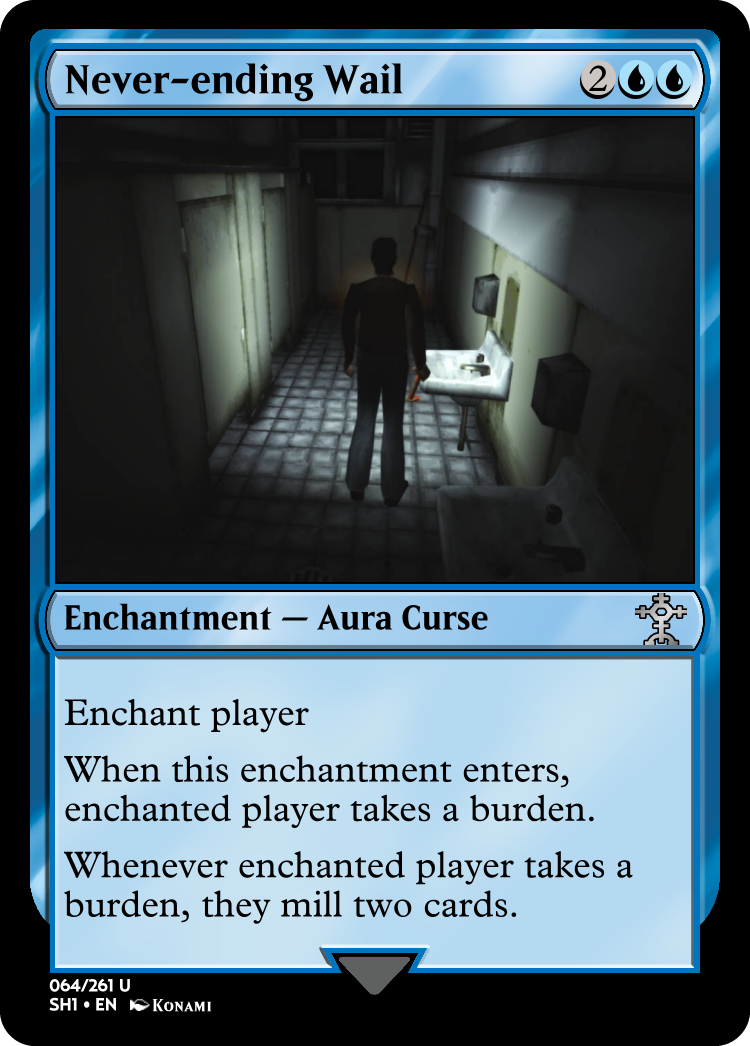 Never-ending Wail 2
Enchantment — Aura Curse
Enchant player
When this enchantment enters,
enchanted player takes a burden.
Whenever enchanted player takes a
burden, they mill two cards.
064/261 U
SH1 • EN KONAMI